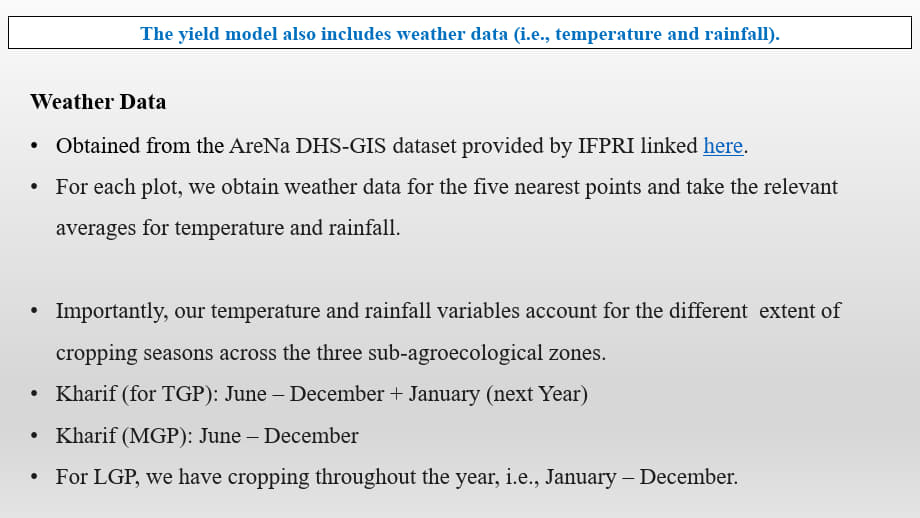 The yield model also includes weather data (i.e., temperature and rainfall).
Weather Data
• Obtained from the AreNa DHS-GIS dataset provided by IFPRI linked here.
• For each plot, we obtain weather data for the five nearest points and take the relevant
averages for temperature and rainfall.
• Importantly, our temperature and rainfall variables account for the different  extent of
cropping seasons across the three sub-agroecological zones.
• Kharif (for TGP): June – December + January (next Year)
• Kharif (MGP): June – December
• For LGP, we have cropping throughout the year, i.e., January – December.